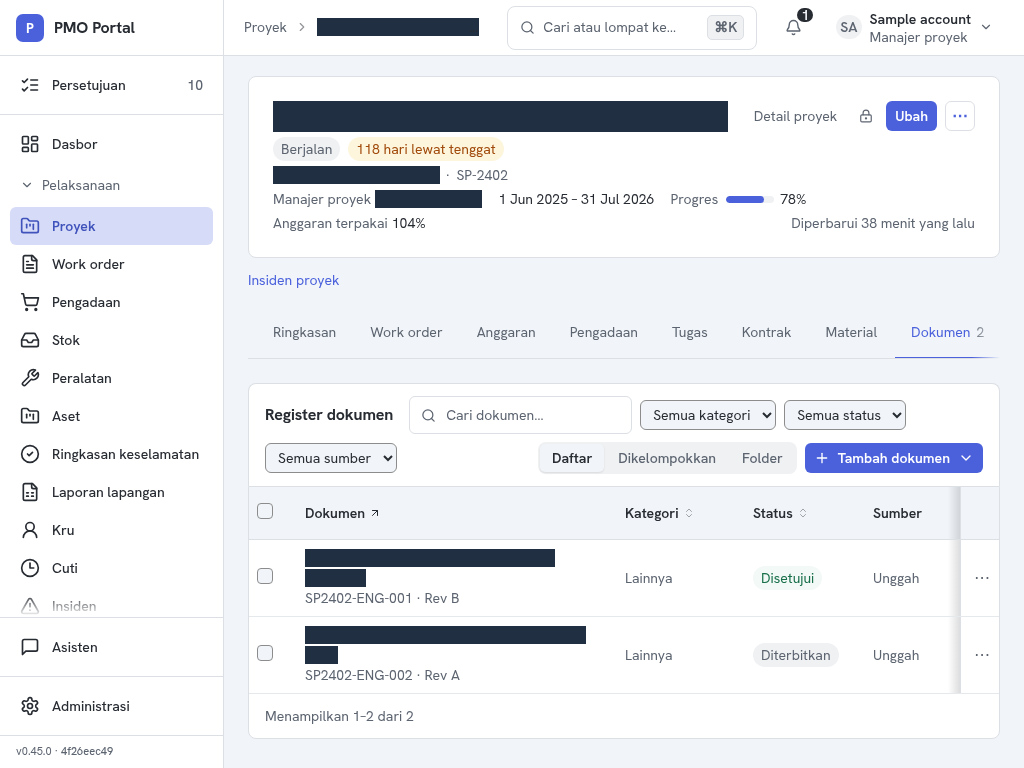 P PMO Portal
Proyek
Cari atau lompat ke...
⌘K
1
SA
Sample account
Manajer proyek
Persetujuan 10
Dasbor
Pelaksanaan
Proyek
Work order
Pengadaan
Stok
Peralatan
Aset
Ringkasan keselamatan
Laporan lapangan
Kru
Cuti
Insiden
Asisten
Administrasi
v0.45.0 · 4f26eec49
Detail proyek
Ubah
Berjalan
118 hari lewat tenggat
· SP-2402
Manajer proyek
1 Jun 2025 – 31 Jul 2026
Progres 78%
Anggaran terpakai 104%
Diperbarui 38 menit yang lalu
Insiden proyek
Ringkasan
Work order
Anggaran
Pengadaan
Tugas
Kontrak
Material
Dokumen 2
Register dokumen
Cari dokumen...
Semua kategori
Semua status
Semua sumber
Daftar
Dikelompokkan
Folder
Tambah dokumen
Dokumen
Kategori
Status
Sumber
SP2402-ENG-001 · Rev B
Lainnya
Disetujui
Unggah
SP2402-ENG-002 · Rev A
Lainnya
Diterbitkan
Unggah
Menampilkan 1–2 dari 2